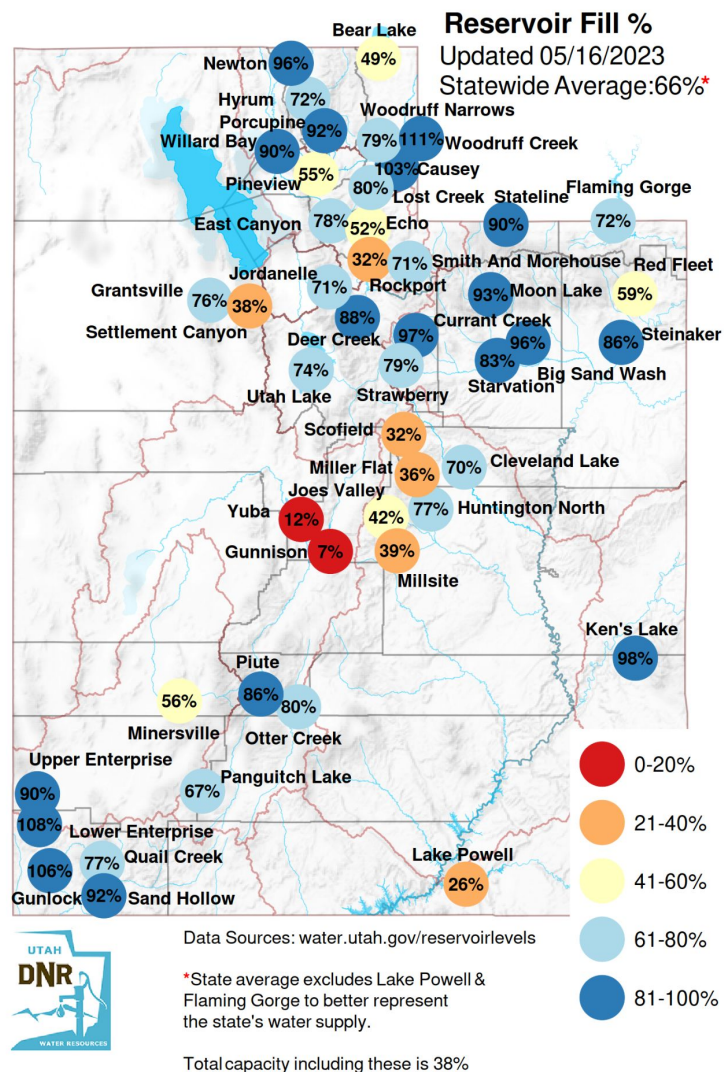 Reservoir Fill %
Updated 05/16/2023
Statewide Average:66%*
Bear Lake
49%
Newton
96%
Hyrum
72%
Porcupine
92%
Woodruff Narrows
79%
111%
Woodruff Creek
Willard Bay
90%
103%
Causey
Pineview
55%
80%
Lost Creek
Stateline
90%
Flaming Gorge
72%
East Canyon
78%
52%
Echo
32%
Rockport
71%
Smith And Morehouse
Red Fleet
59%
Jordanelle
71%
Grantsville
76%
38%
Settlement Canyon
93%
Moon Lake
88%
Deer Creek
97%
Currant Creek
96%
Big Sand Wash
83%
Starvation
86%
Steinaker
74%
Utah Lake
79%
Strawberry
Scofield
32%
Miller Flat
36%
70%
Cleveland Lake
Joes Valley
42%
77%
Huntington North
Yuba
12%
Gunnison
7%
39%
Millsite
Ken's Lake
98%
Piute
86%
80%
Otter Creek
56%
Minersville
Upper Enterprise
90%
67%
Panguitch Lake
108%
Lower Enterprise
77%
Quail Creek
106%
Gunlock
92%
Sand Hollow
Lake Powell
26%
0-20%
21-40%
41-60%
61-80%
81-100%
UTAH
DNR
WATER RESOURCES
Data Sources: water.utah.gov/reservoirlevels
*State average excludes Lake Powell &
Flaming Gorge to better represent
the state's water supply.
Total capacity including these is 38%